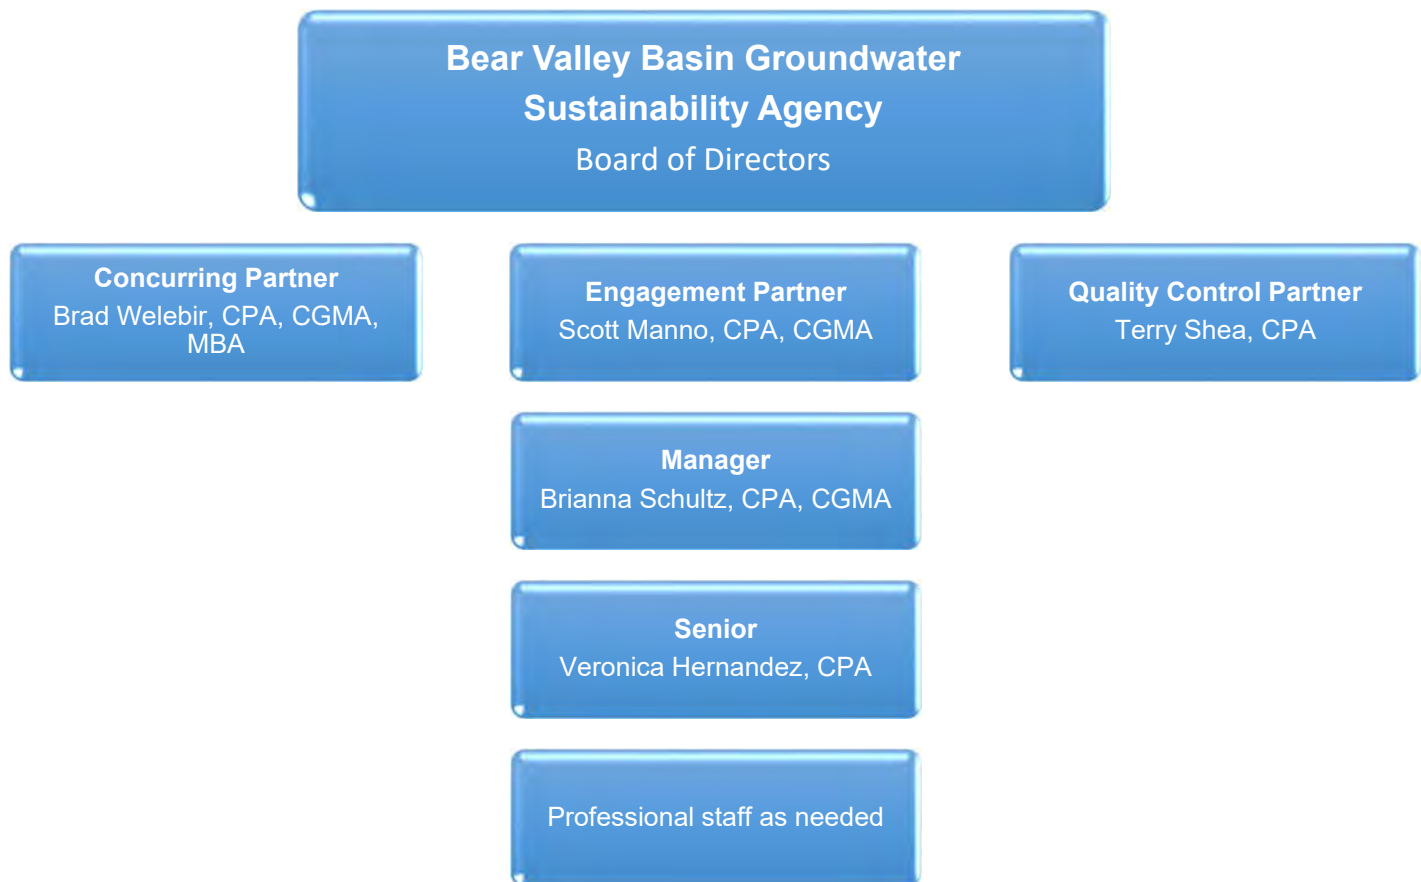 Bear Valley Basin Groundwater
Sustainability Agency
Board of Directors
Concurring Partner
Brad Welebir, CPA, CGMA,
MBA
Engagement Partner
Scott Manno, CPA, CGMA
Quality Control Partner
Terry Shea, CPA
Manager
Brianna Schultz, CPA, CGMA
Senior
Veronica Hernandez, CPA
Professional staff as needed